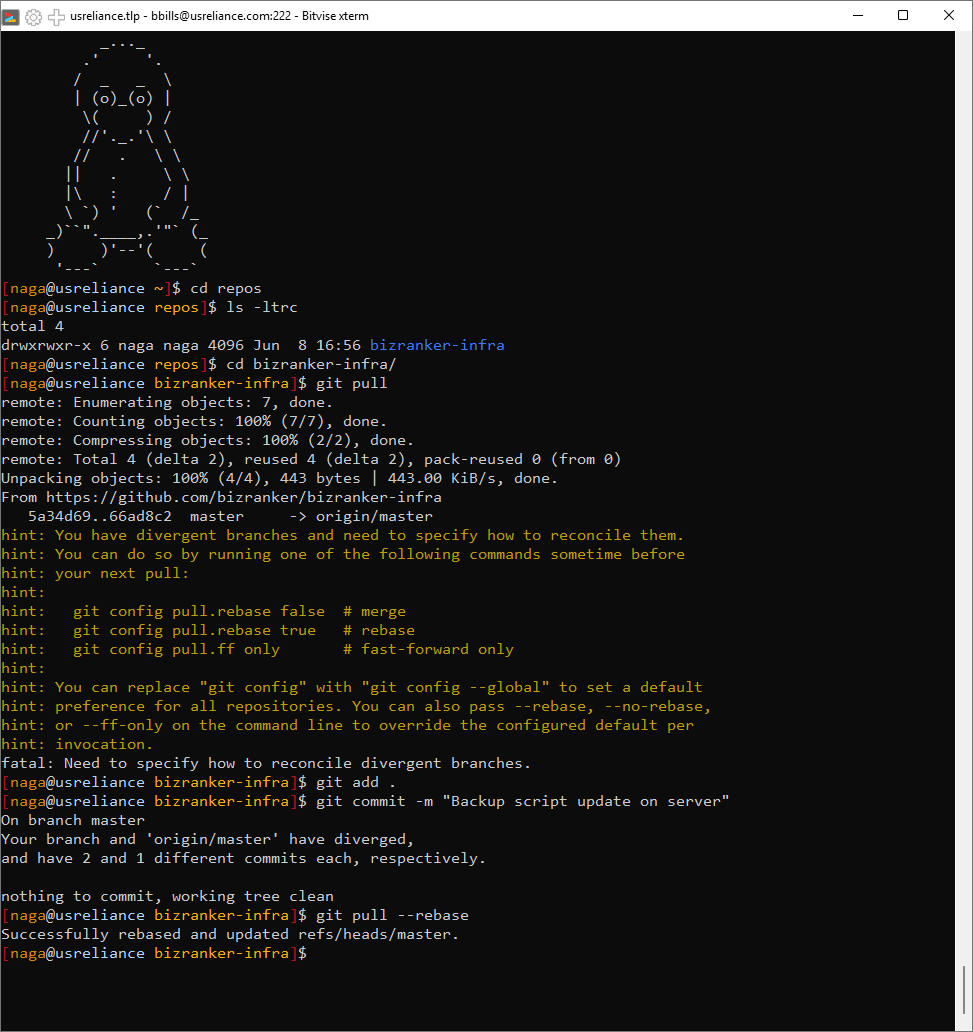 usreliance.tlp - bbills@usreliance.com:222 - Bitvise xterm
[naga@usreliance ~]$ cd repos
[naga@usreliance repos]$ ls -ltrc
total 4
drwxrwxr-x 6 naga naga 4096 Jun  8 16:56 bizranker-infra
[naga@usreliance repos]$ cd bizranker-infra/
[naga@usreliance bizranker-infra]$ git pull
remote: Enumerating objects: 7, done.
remote: Counting objects: 100% (7/7), done.
remote: Compressing objects: 100% (2/2), done.
remote: Total 4 (delta 2), reused 4 (delta 2), pack-reused 0 (from 0)
Unpacking objects: 100% (4/4), 443 bytes | 443.00 KiB/s, done.
From https://github.com/bizranker/bizranker-infra
   5a34d69..66ad8c2  master     -> origin/master
hint: You have divergent branches and need to specify how to reconcile them.
hint: You can do so by running one of the following commands sometime before
hint: your next pull:
hint:
hint:   git config pull.rebase false  # merge
hint:   git config pull.rebase true   # rebase
hint:   git config pull.ff only       # fast-forward only
hint:
hint: You can replace "git config" with "git config --global" to set a default
hint: preference for all repositories. You can also pass --rebase, --no-rebase,
hint: or --ff-only on the command line to override the configured default per
hint: invocation.
fatal: Need to specify how to reconcile divergent branches.
[naga@usreliance bizranker-infra]$ git add .
[naga@usreliance bizranker-infra]$ git commit -m "Backup script update on server"
On branch master
Your branch and 'origin/master' have diverged,
and have 2 and 1 different commits each, respectively.
nothing to commit, working tree clean
[naga@usreliance bizranker-infra]$ git pull --rebase
Successfully rebased and updated refs/heads/master.
[naga@usreliance bizranker-infra]$